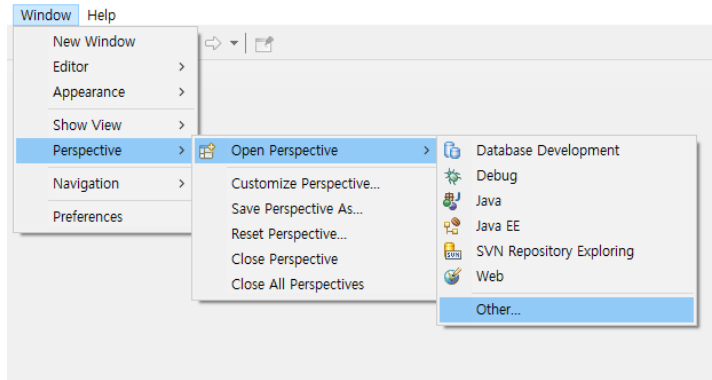 Window Help
New Window
Editor
Appearance
Show View
Perspective
Navigation
Preferences
Open Perspective
Customize Perspective...
Save Perspective As...
Reset Perspective...
Close Perspective
Close All Perspectives
Database Development
Debug
Java
Java EE
SVN Repository Exploring
Web
Other...